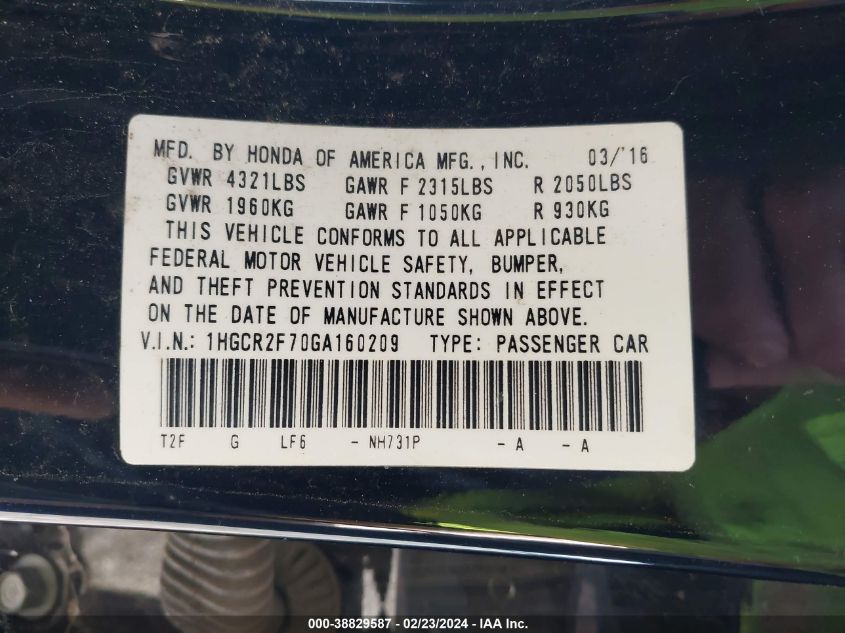 MFD. BY HONDA OF AMERICA MFG., INC. 03/'16
GVWR 4321LBS GAWR F 2315LBS R 2050LBS
GVWR 1960KG GAWR F 1050KG R 930KG
THIS VEHICLE CONFORMS TO ALL APPLICABLE
FEDERAL MOTOR VEHICLE SAFETY, BUMPER,
AND THEFT PREVENTION STANDARDS IN EFFECT
ON THE DATE OF MANUFACTURE SHOWN ABOVE.
V.I.N.: 1HGCR2F70GA160209 TYPE: PASSENGER CAR
T2F G LF6 - NH731P - A - A
000-38829587 - 02/23/2024 - IAA Inc.